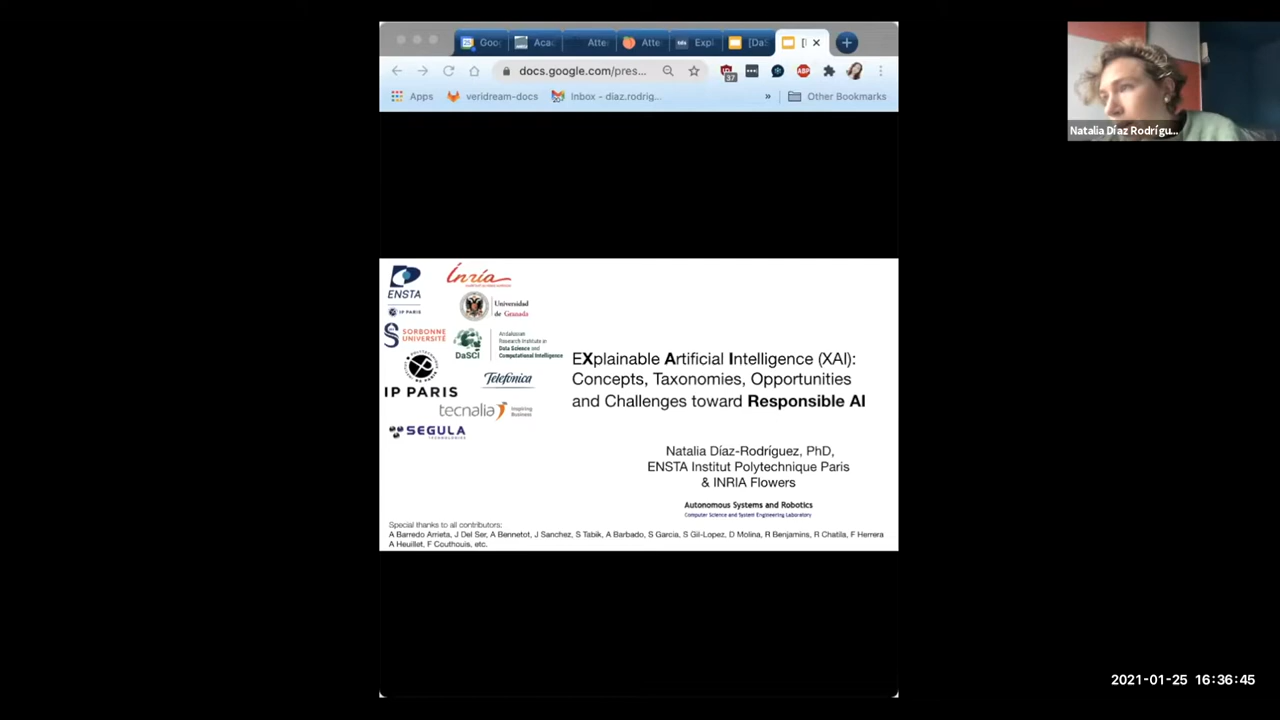 Goo
Aca
Atte
Atte
Expl
[Da
[
docs.google.com/pres...
37
ABP
Apps
veridream-docs
Inbox - diaz.rodrig...
»
Other Bookmarks
Natalia Díaz Rodrígu...
ENSTA
IP PARIS
Inria
Universidad
de Granada
SORBONNE
UNIVERSITÉ
DaSCI
Andalusian
Research Institute in
Data Science and
Computational Intelligence
IP PARIS
Telefónica
tecnalia
Inspiring
Business
SEGULA
TECHNOLOGIES
EXplainable Artificial Intelligence (XAI):
Concepts, Taxonomies, Opportunities
and Challenges toward Responsible AI
Natalia Díaz-Rodríguez, PhD,
ENSTA Institut Polytechnique Paris
& INRIA Flowers
Autonomous Systems and Robotics
Computer Science and System Engineering Laboratory
Special thanks to all contributors:
A Barredo Arrieta, J Del Ser, A Bennetot, J Sanchez, S Tabik, A Barbado, S Garcia, S Gil-Lopez, D Molina, R Benjamins, R Chatila, F Herrera
A Heuillet, F Couthouis, etc.
2021-01-25 16:36:45